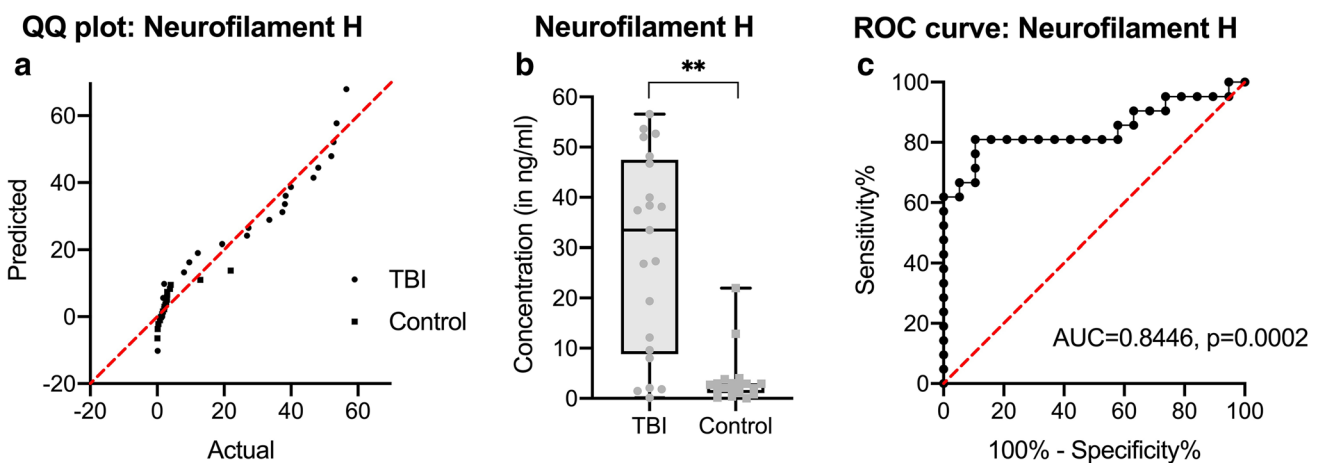 QQ plot: Neurofilament H
a
Predicted
60
40
20
0
-20
-20 0 20 40 60
Actual
TBI
Control
Neurofilament H
b
**
Concentration (in ng/ml)
60
50
40
30
20
10
0
TBI Control
ROC curve: Neurofilament H
c
Sensitivity%
100
80
60
40
20
0
0 20 40 60 80 100
100% - Specificity%
AUC=0.8446, p=0.0002